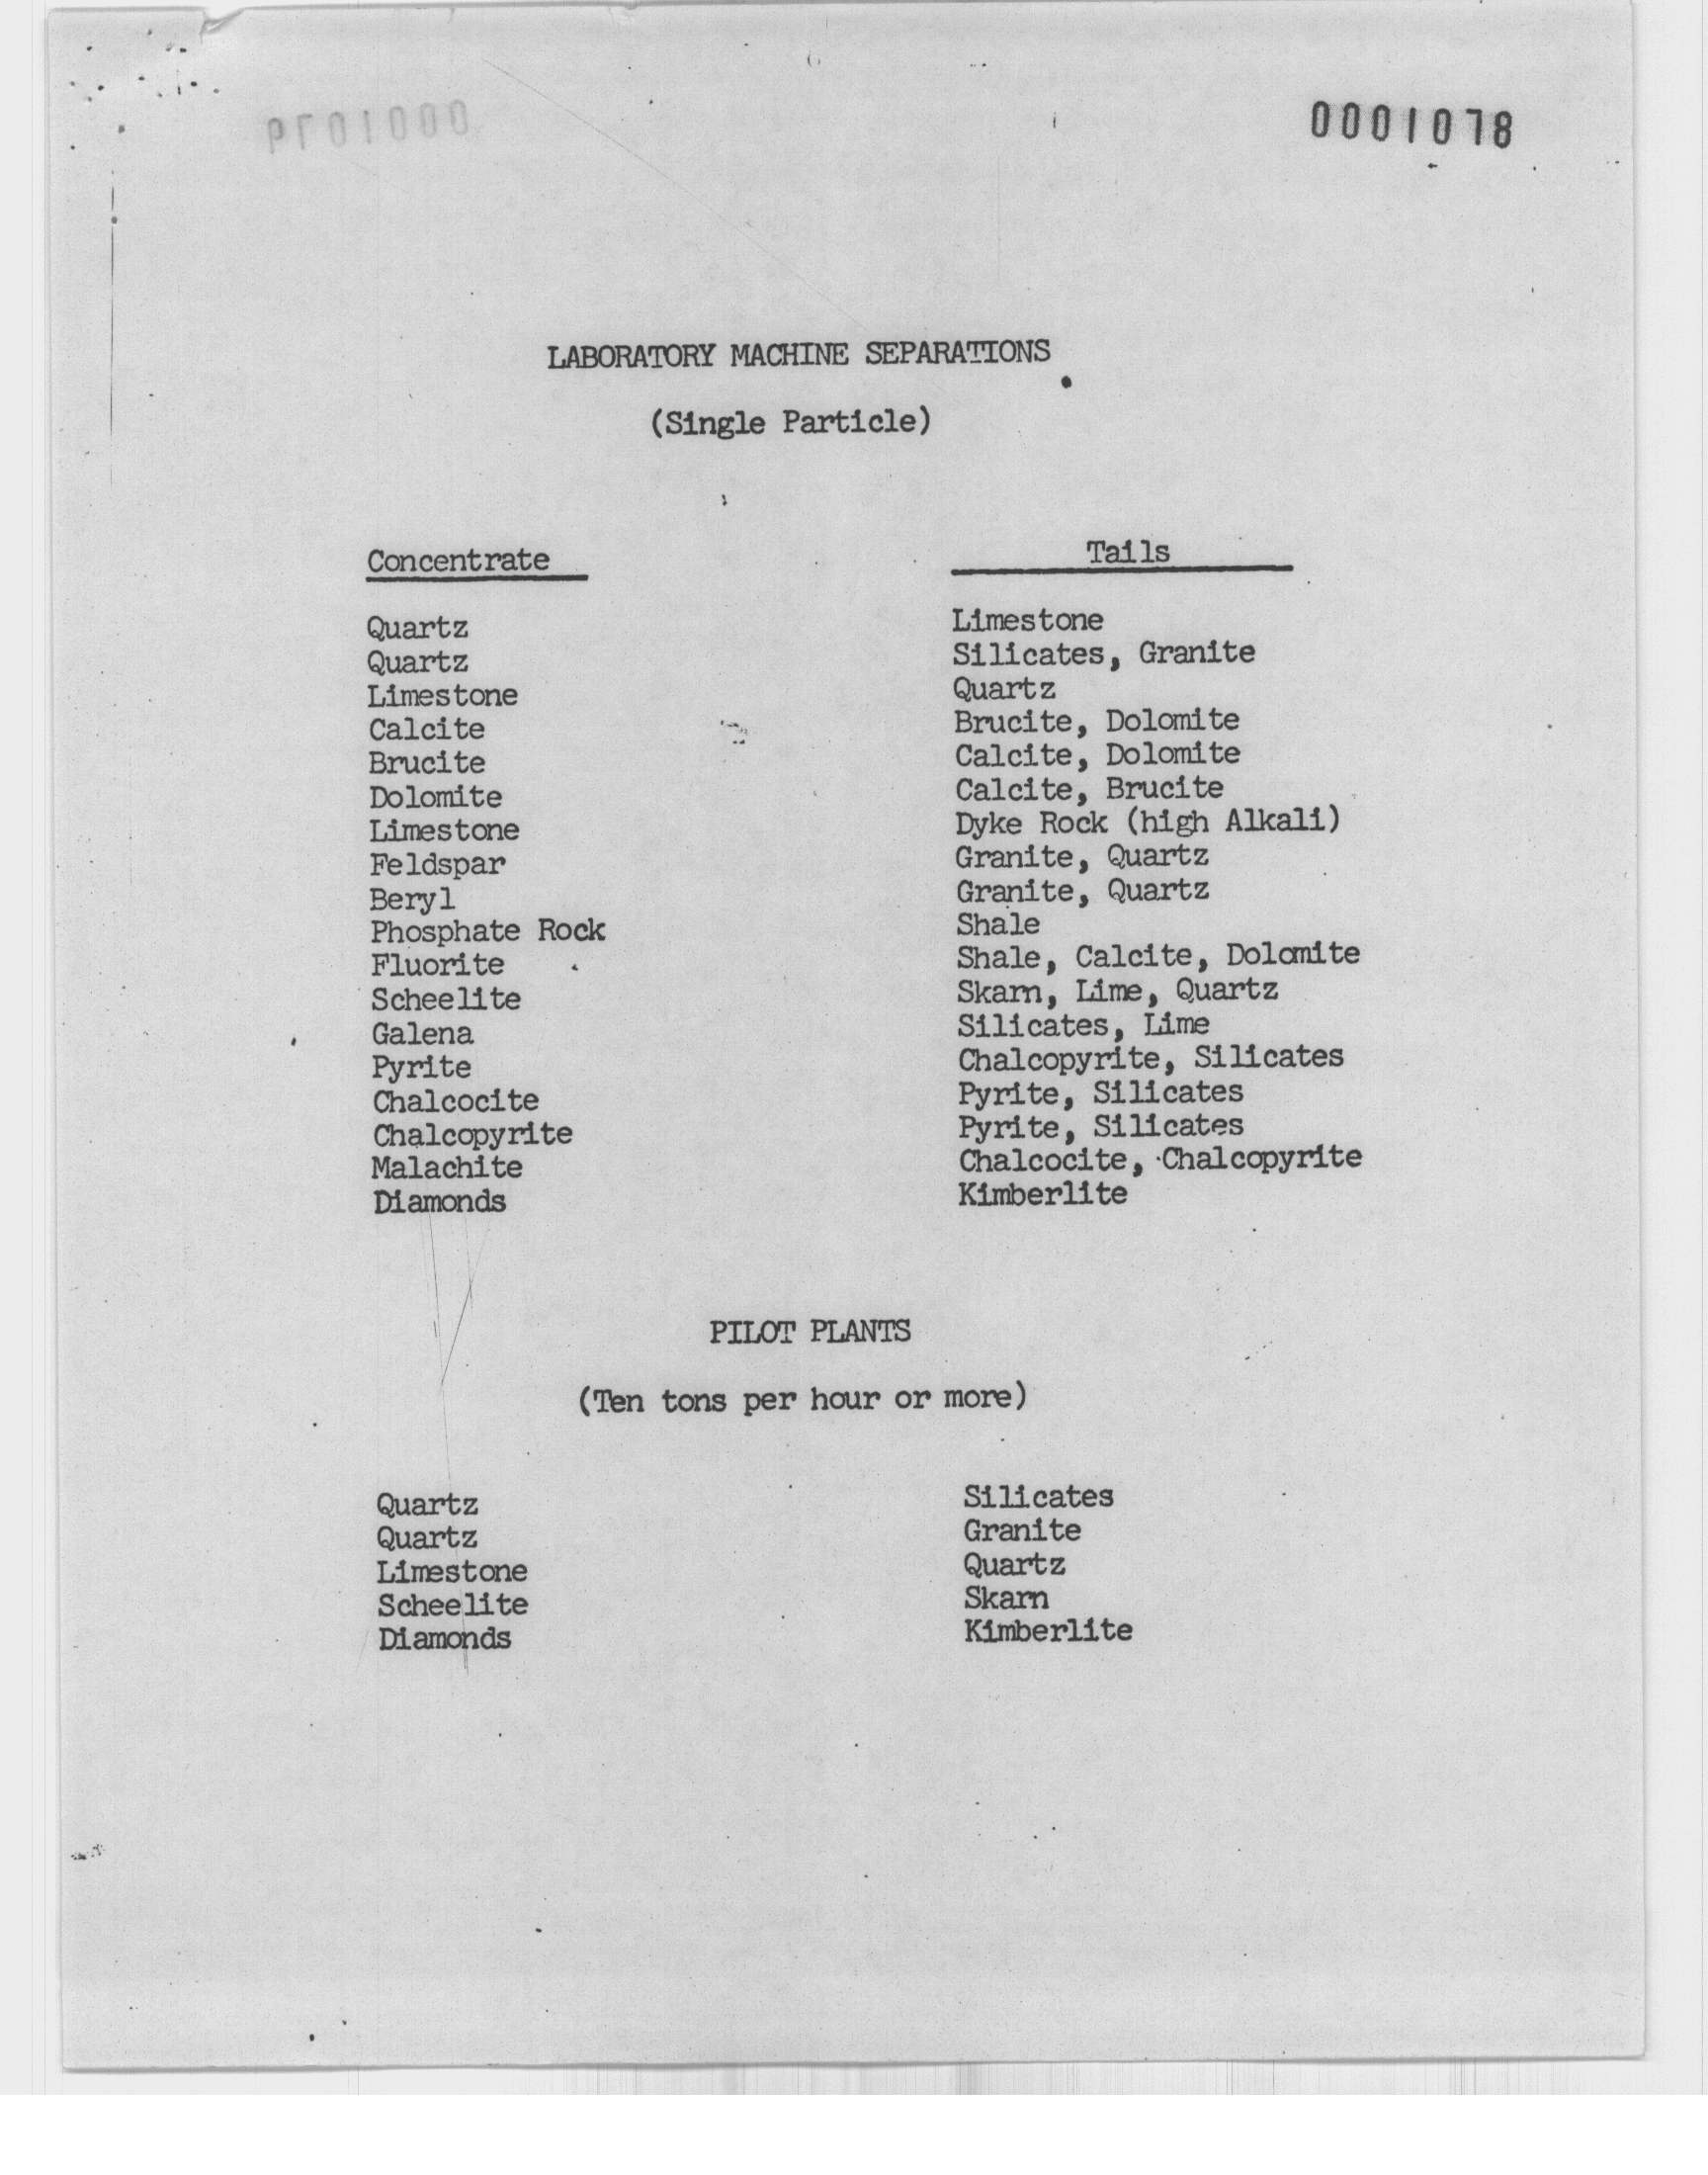 0001078
LABORATORY MACHINE SEPARATIONS
(Single Particle)
Concentrate Tails
Quartz Limestone
Quartz Silicates, Granite
Limestone Quartz
Calcite Brucite, Dolomite
Brucite Calcite, Dolomite
Dolomite Calcite, Brucite
Limestone Dyke Rock (high Alkali)
Feldspar Granite, Quartz
Beryl Granite, Quartz
Phosphate Rock Shale
Fluorite Shale, Calcite, Dolomite
Scheelite Skarn, Lime, Quartz
Galena Silicates, Lime
Pyrite Chalcopyrite, Silicates
Chalcocite Pyrite, Silicates
Chalcopyrite Pyrite, Silicates
Malachite Chalcocite, Chalcopyrite
Diamonds Kimberlite
PILOT PLANTS
(Ten tons per hour or more)
Quartz Silicates
Quartz Granite
Limestone Quartz
Scheelite Skarn
Diamonds Kimberlite